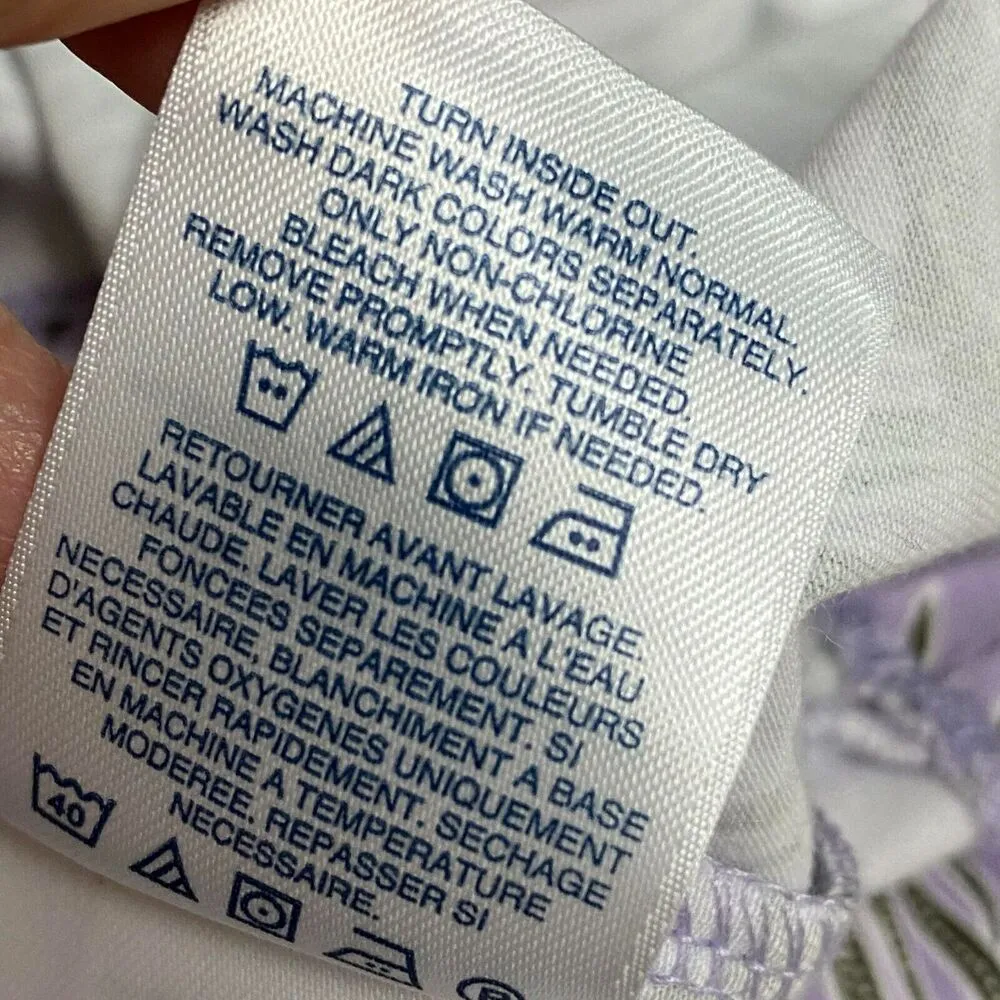 TURN INSIDE OUT.
MACHINE WASH WARM NORMAL.
WASH DARK COLORS SEPARATELY.
ONLY NON-CHLORINE
BLEACH WHEN NEEDED.
REMOVE PROMPTLY. TUMBLE DRY
LOW. WARM IRON IF NEEDED.
RETOURNER AVANT LAVAGE.
LAVABLE EN MACHINE A L'EAU
CHAUDE. LAVER LES COULEURS
FONCEES SEPAREMENT. SI
NECESSAIRE, BLANCHIMENT A BASE
D'AGENTS OXYGENES UNIQUEMENT
ET RINCER RAPIDEMENT. SECHAGE
EN MACHINE A TEMPERATURE
MODEREE. REPASSER SI
NECESSAIRE.
40